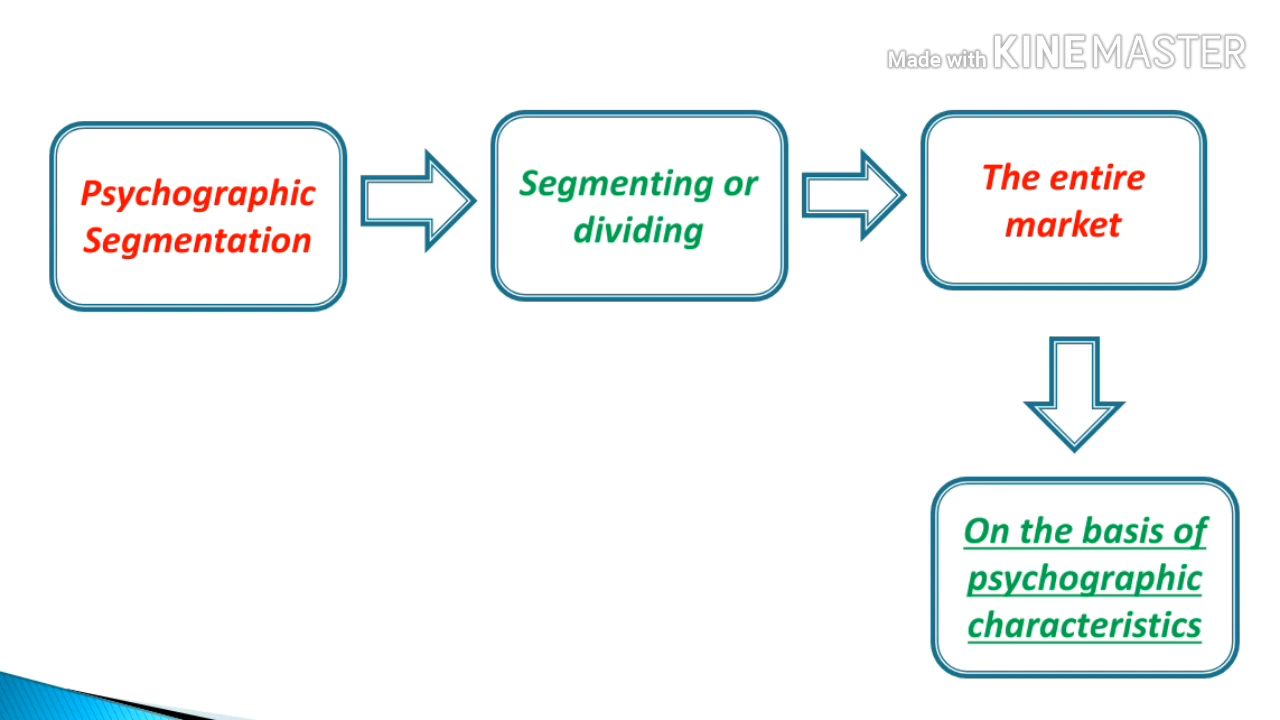 Made with KINEMASTER
Psychographic
Segmentation
Segmenting or
dividing
The entire
market
On the basis of
psychographic
characteristics